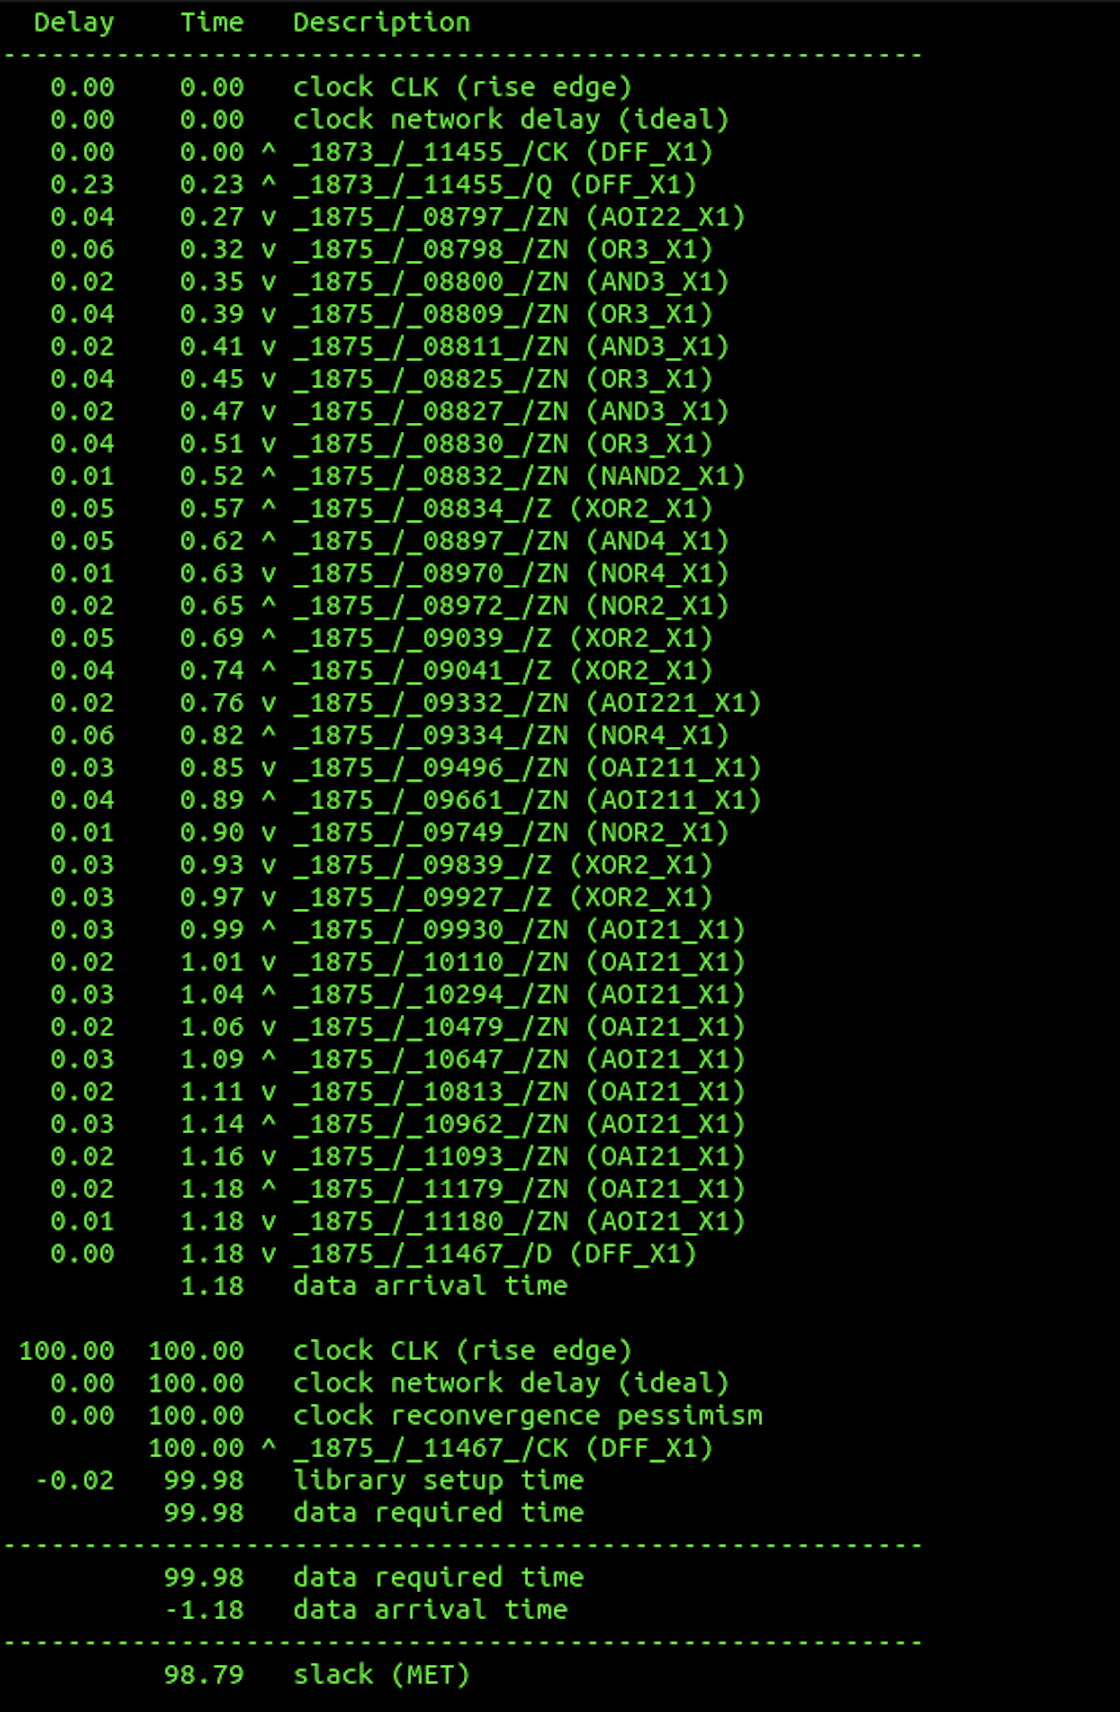 Delay Time Description
---------------------------------------------------------
0.00 0.00 clock CLK (rise edge)
0.00 0.00 clock network delay (ideal)
0.00 0.00 ^ _1873_/_11455_/CK (DFF_X1)
0.23 0.23 ^ _1873_/_11455_/Q (DFF_X1)
0.04 0.27 v _1875_/_08797_/ZN (AOI22_X1)
0.06 0.32 v _1875_/_08798_/ZN (OR3_X1)
0.02 0.35 v _1875_/_08800_/ZN (AND3_X1)
0.04 0.39 v _1875_/_08809_/ZN (OR3_X1)
0.02 0.41 v _1875_/_08811_/ZN (AND3_X1)
0.04 0.45 v _1875_/_08825_/ZN (OR3_X1)
0.02 0.47 v _1875_/_08827_/ZN (AND3_X1)
0.04 0.51 v _1875_/_08830_/ZN (OR3_X1)
0.01 0.52 ^ _1875_/_08832_/ZN (NAND2_X1)
0.05 0.57 ^ _1875_/_08834_/Z (XOR2_X1)
0.05 0.62 ^ _1875_/_08897_/ZN (AND4_X1)
0.01 0.63 v _1875_/_08970_/ZN (NOR4_X1)
0.02 0.65 ^ _1875_/_08972_/ZN (NOR2_X1)
0.05 0.69 ^ _1875_/_09039_/Z (XOR2_X1)
0.04 0.74 ^ _1875_/_09041_/Z (XOR2_X1)
0.02 0.76 v _1875_/_09332_/ZN (AOI221_X1)
0.06 0.82 ^ _1875_/_09334_/ZN (NOR4_X1)
0.03 0.85 v _1875_/_09496_/ZN (OAI211_X1)
0.04 0.89 ^ _1875_/_09661_/ZN (AOI211_X1)
0.01 0.90 v _1875_/_09749_/ZN (NOR2_X1)
0.03 0.93 v _1875_/_09839_/Z (XOR2_X1)
0.03 0.97 v _1875_/_09927_/Z (XOR2_X1)
0.03 0.99 ^ _1875_/_09930_/ZN (AOI21_X1)
0.02 1.01 v _1875_/_10110_/ZN (OAI21_X1)
0.03 1.04 ^ _1875_/_10294_/ZN (AOI21_X1)
0.02 1.06 v _1875_/_10479_/ZN (OAI21_X1)
0.03 1.09 ^ _1875_/_10647_/ZN (AOI21_X1)
0.02 1.11 v _1875_/_10813_/ZN (OAI21_X1)
0.03 1.14 ^ _1875_/_10962_/ZN (AOI21_X1)
0.02 1.16 v _1875_/_11093_/ZN (OAI21_X1)
0.02 1.18 ^ _1875_/_11179_/ZN (OAI21_X1)
0.01 1.18 v _1875_/_11180_/ZN (AOI21_X1)
0.00 1.18 v _1875_/_11467_/D (DFF_X1)
1.18 data arrival time
100.00 100.00 clock CLK (rise edge)
0.00 100.00 clock network delay (ideal)
0.00 100.00 clock reconvergence pessimism
100.00 ^ _1875_/_11467_/CK (DFF_X1)
-0.02 99.98 library setup time
99.98 data required time
---------------------------------------------------------
99.98 data required time
-1.18 data arrival time
---------------------------------------------------------
98.79 slack (MET)